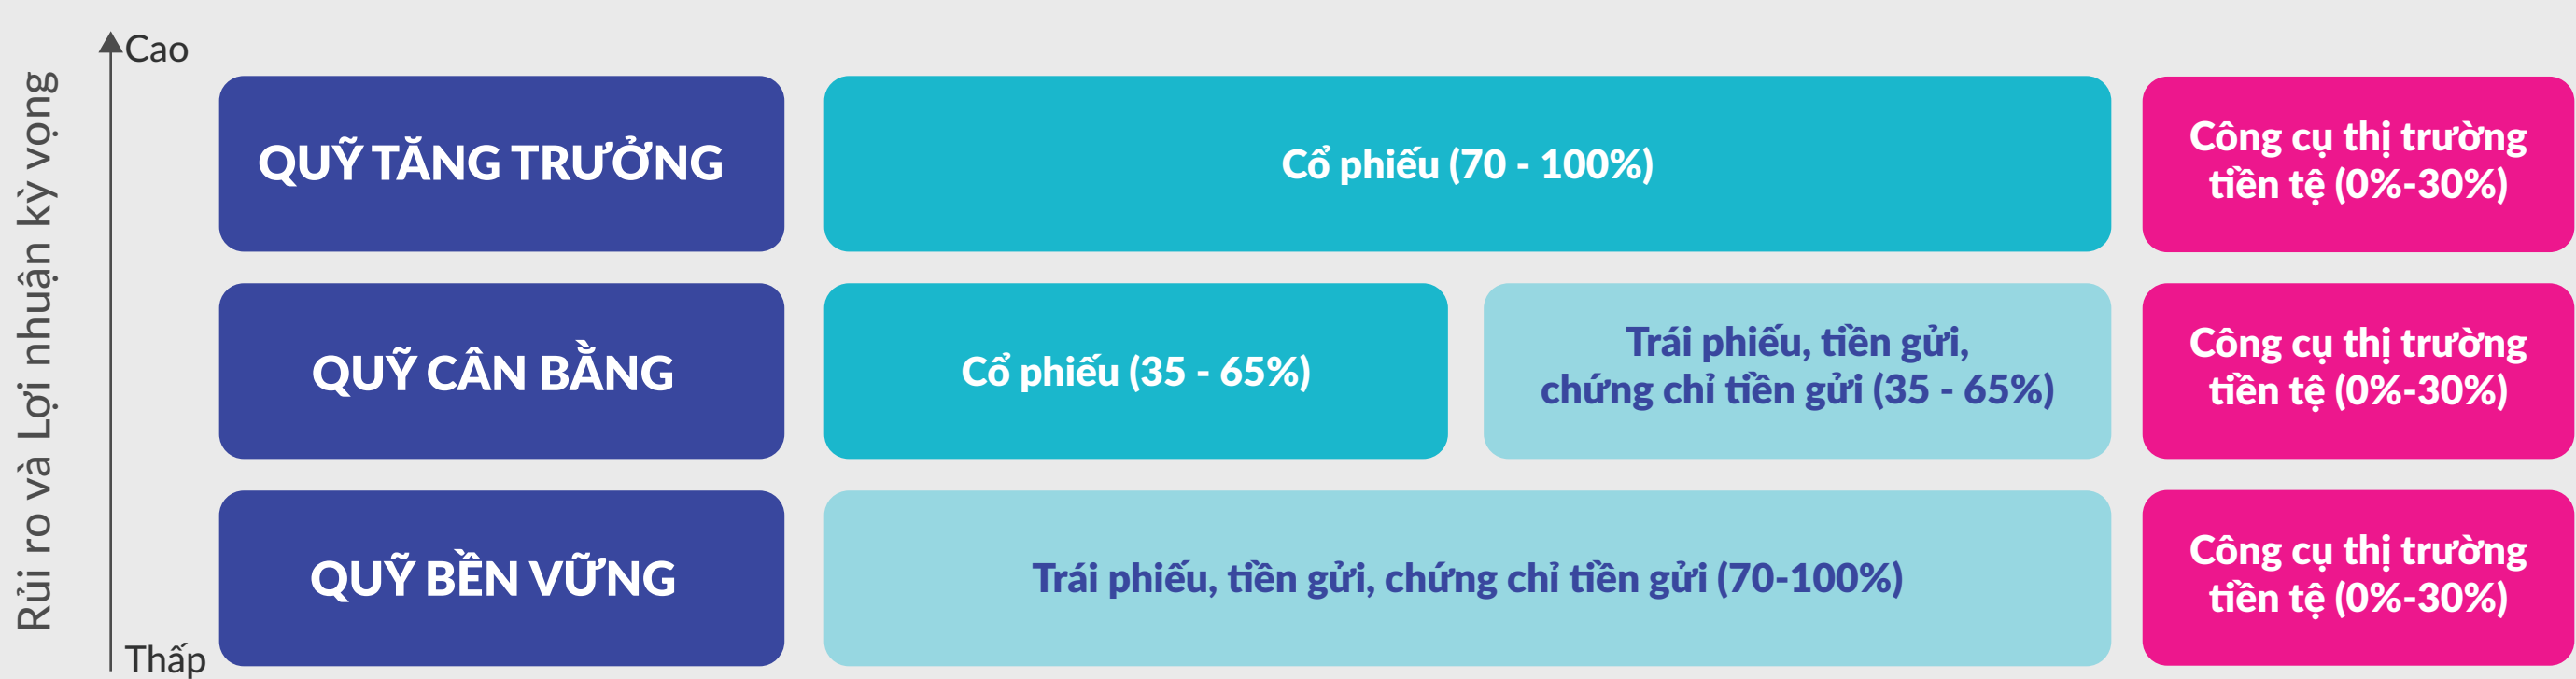 Rủi ro và Lợi nhuận kỳ vọng
Cao
QUỸ TĂNG TRƯỞNG
Cổ phiếu (70 - 100%)
Công cụ thị trường
tiền tệ (0%-30%)
QUỸ CÂN BẰNG
Cổ phiếu (35 - 65%)
Trái phiếu, tiền gửi,
chứng chỉ tiền gửi (35 - 65%)
Công cụ thị trường
tiền tệ (0%-30%)
QUỸ BỀN VỮNG
Trái phiếu, tiền gửi, chứng chỉ tiền gửi (70-100%)
Công cụ thị trường
tiền tệ (0%-30%)
Thấp